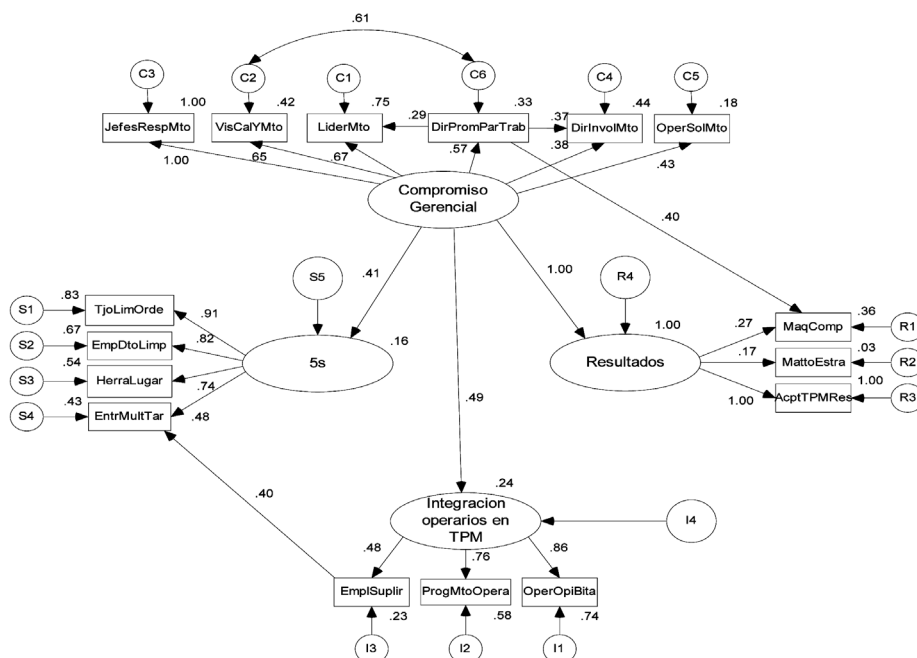 .61
C3
C2
C1
C6
C4
C5
1.00
.42
.75
.33
.44
.18
JefesRespMto
VisCalYMto
LiderMto
.29
DirPromParTrab
.37
DirInvolMto
OperSolMto
1.00
.65
.67
.57
.38
.43
Compromiso
Gerencial
.40
.41
1.00
S5
R4
S1
.83
TjoLimOrde
.91
S2
.67
EmpDtoLimp
.82
.16
5s
1.00
Resultados
.27
MaqComp
.36
R1
S3
.54
HerraLugar
.74
.17
MattoEstra
.03
R2
S4
.43
EntrMultTar
.48
1.00
AcptTPMRes
1.00
R3
.49
.40
.24
Integracion
operarios en
TPM
I4
.48
.76
.86
EmplSuplir
ProgMtoOpera
OperOpiBita
.23
.58
.74
I3
I2
I1